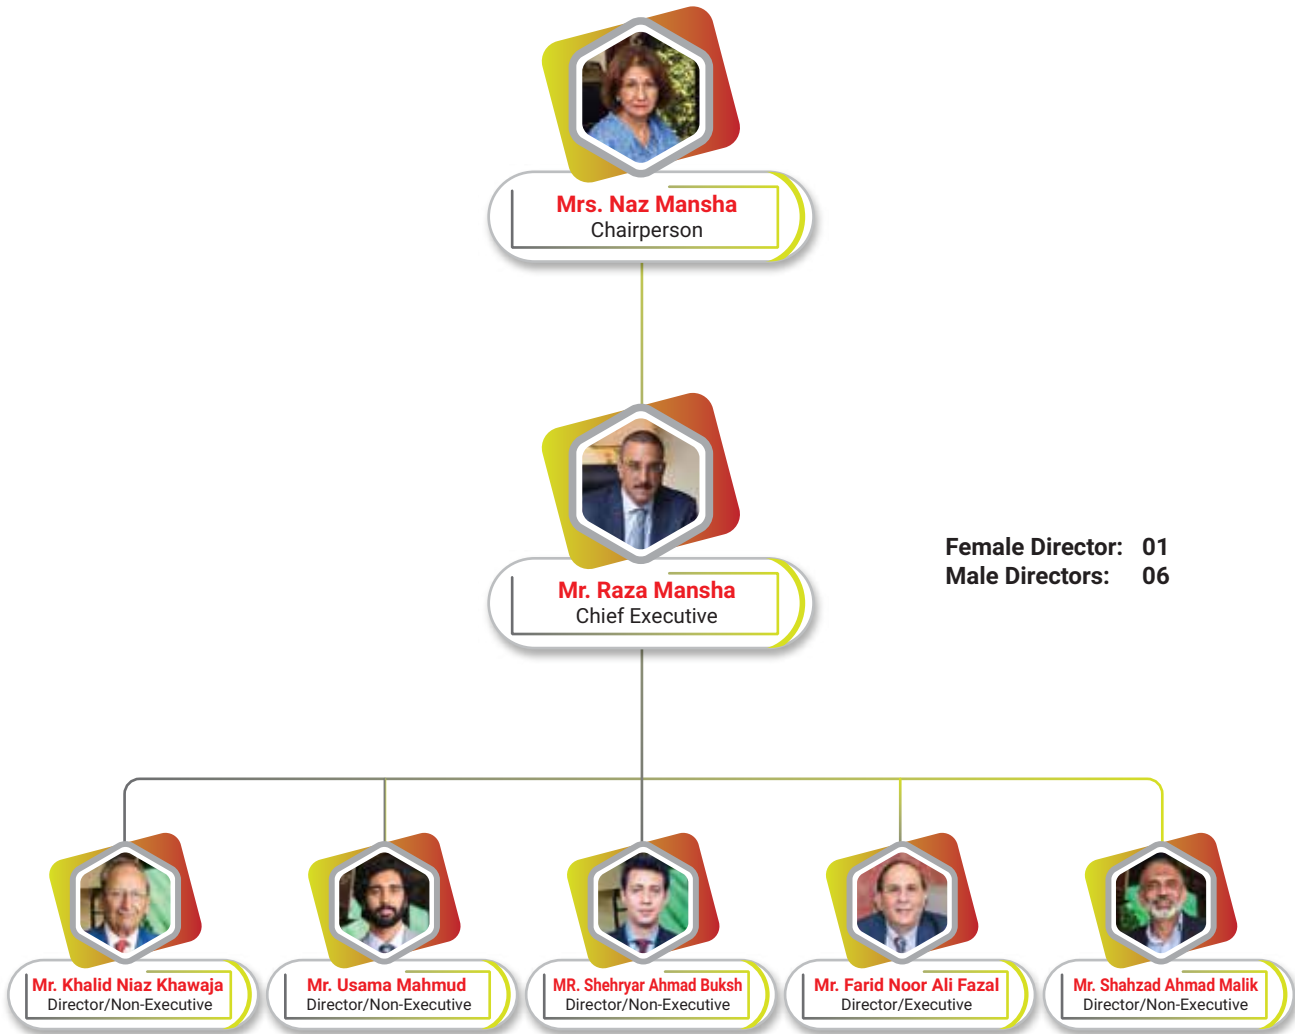 Mrs. Naz Mansha
Chairperson
Mr. Raza Mansha
Chief Executive
Female Director: 01
Male Directors: 06
Mr. Khalid Niaz Khawaja
Director/Non-Executive
Mr. Usama Mahmud
Director/Non-Executive
MR. Shehryar Ahmad Buksh
Director/Non-Executive
Mr. Farid Noor Ali Fazal
Director/Executive
Mr. Shahzad Ahmad Malik
Director/Non-Executive